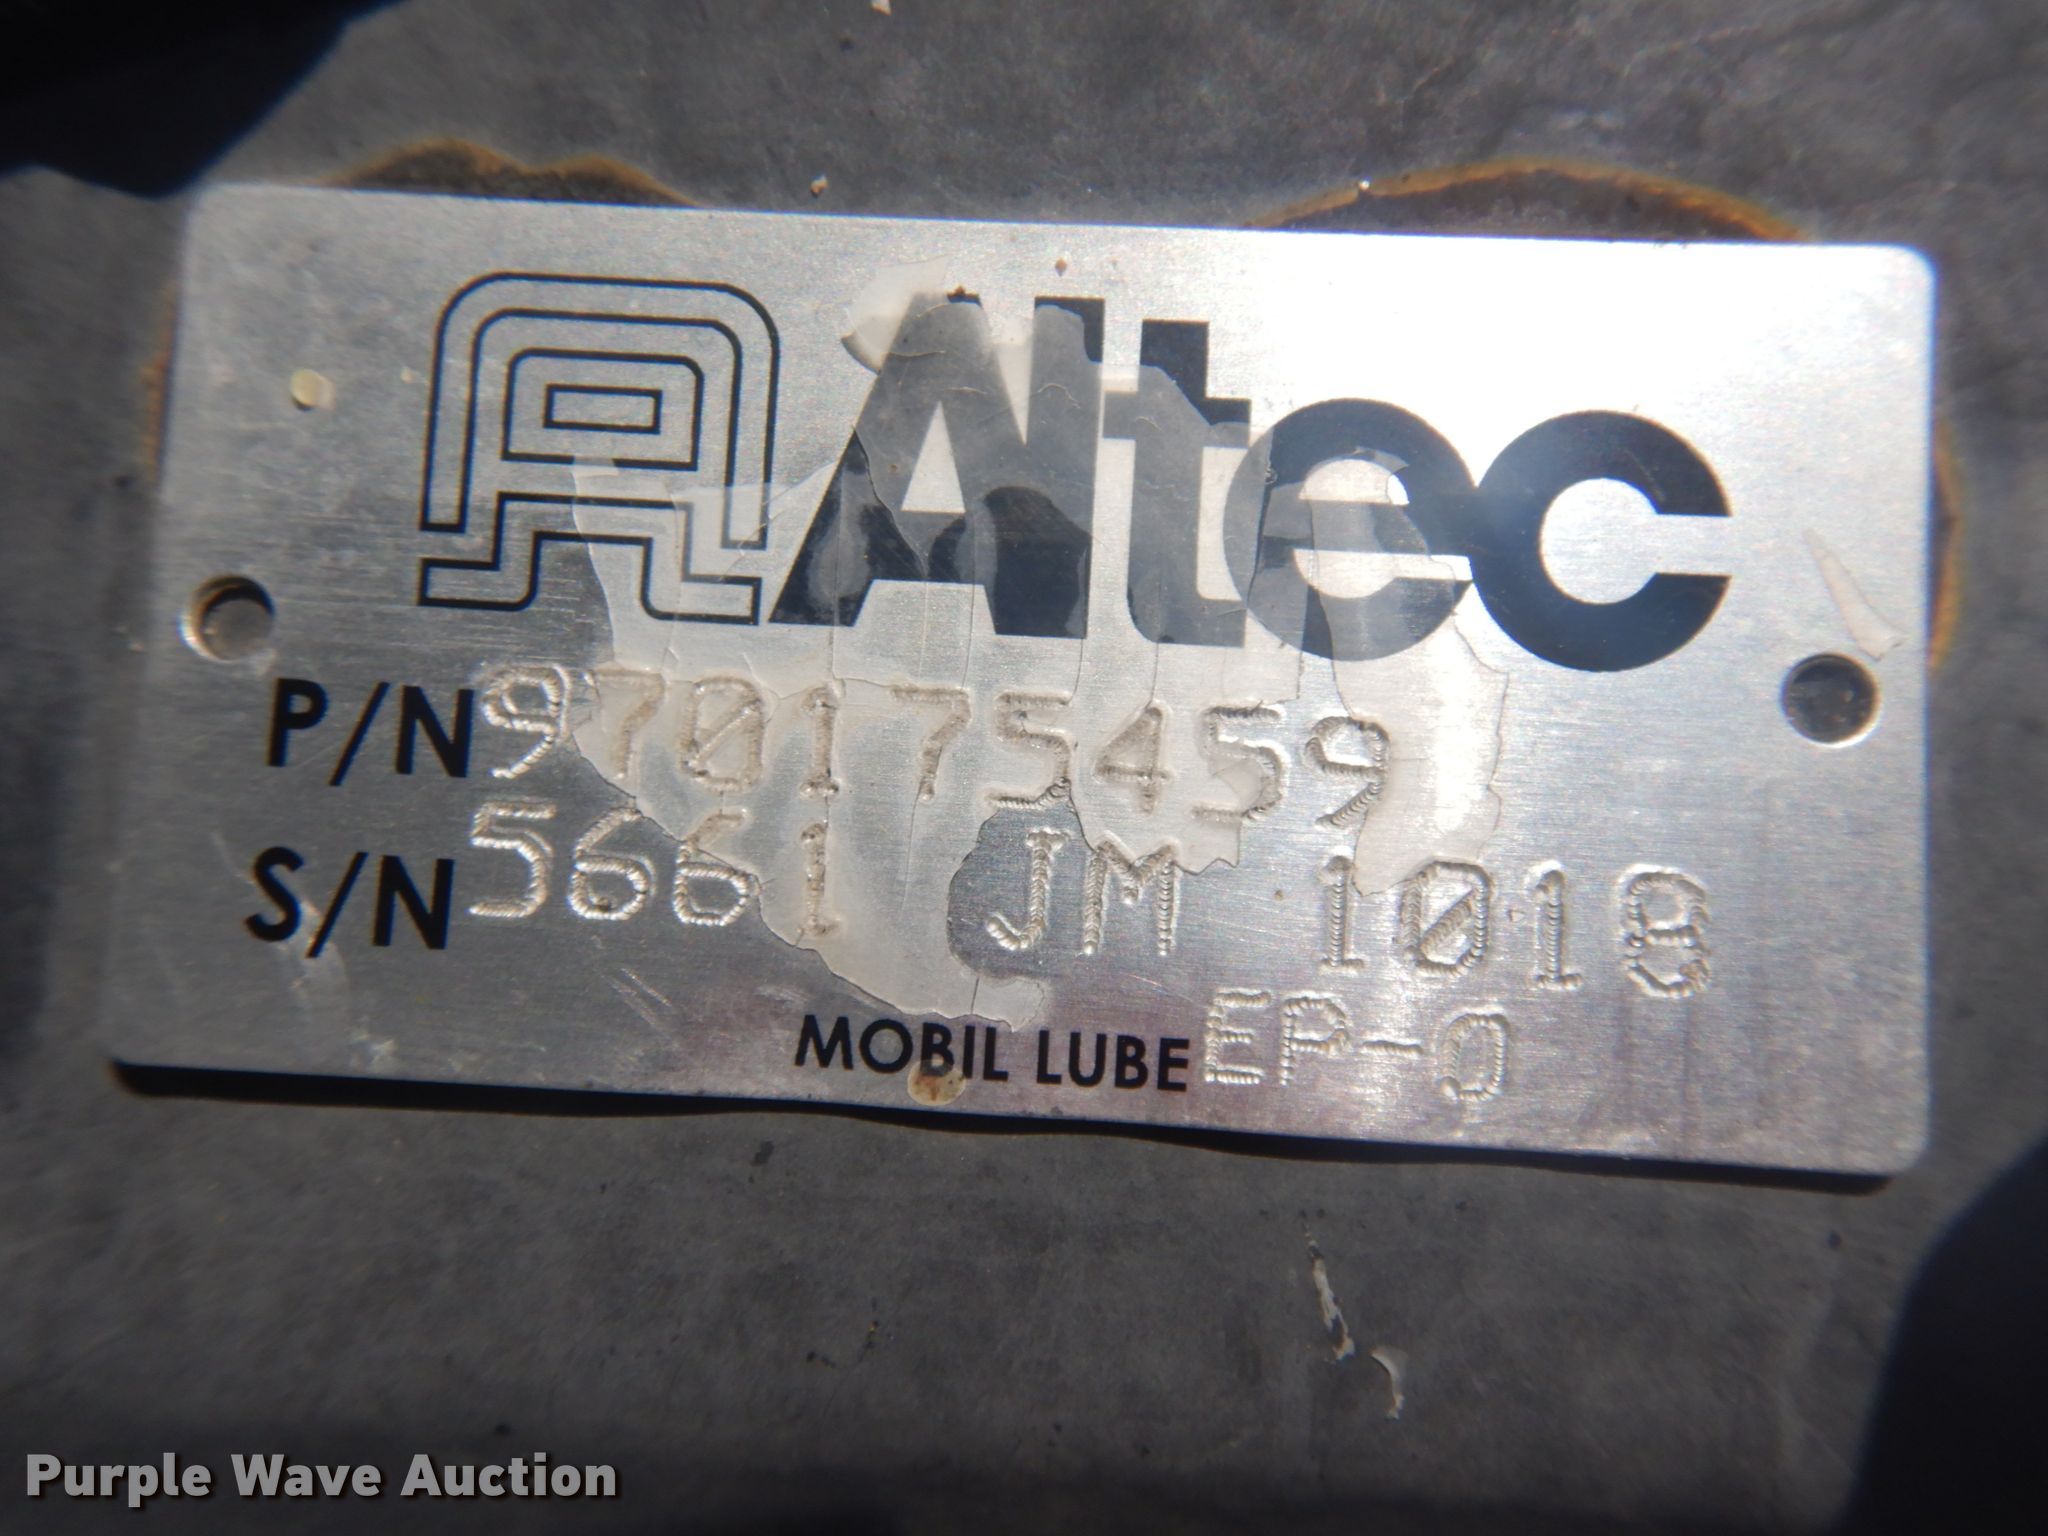 Altec
P/N 970175459
S/N 5661 JM 1018
MOBIL LUBE EP-0
Purple Wave Auction